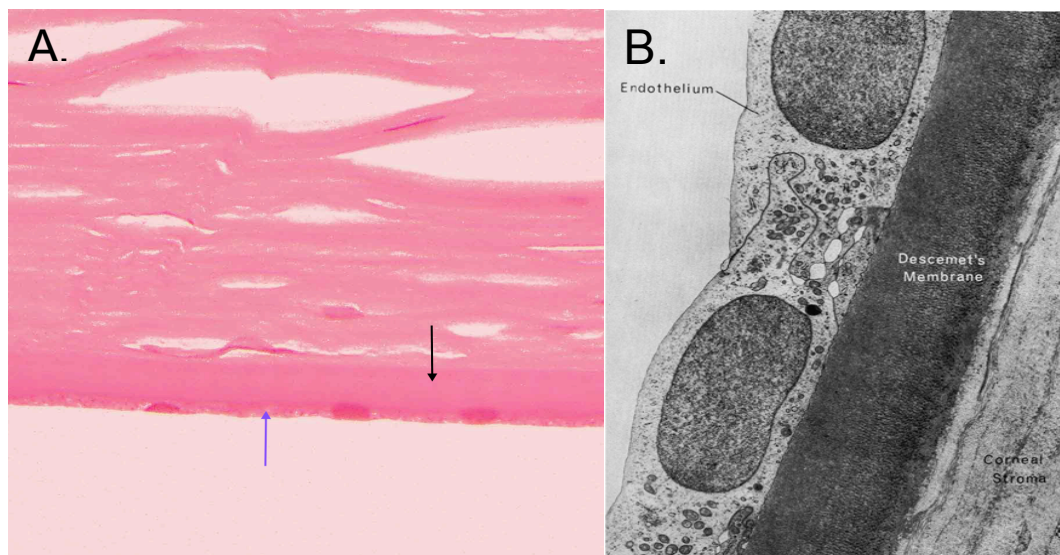 A.
B.
Endothelium
Descemet's
Membrane
Corneal
Stroma